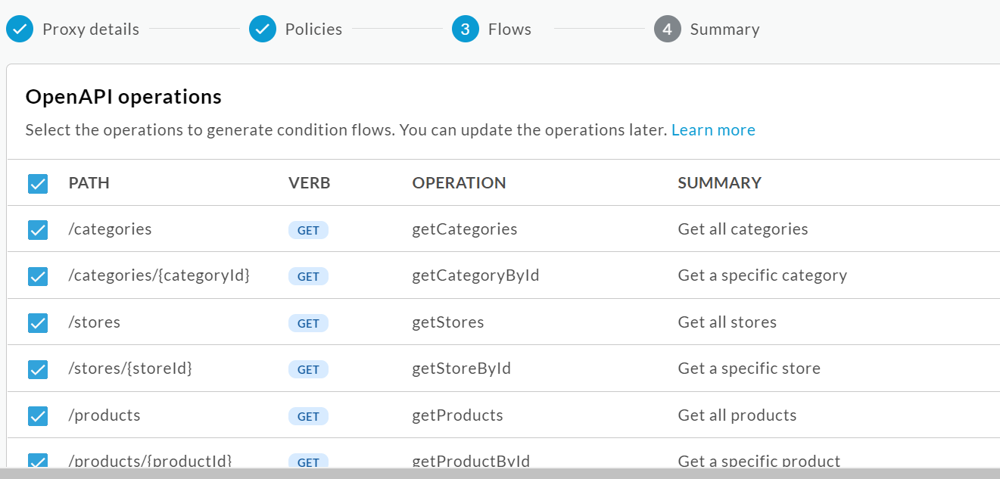 Proxy details Policies 3 Flows 4 Summary
OpenAPI operations
Select the operations to generate condition flows. You can update the operations later. Learn more
PATH VERB OPERATION SUMMARY
/categories GET getCategories Get all categories
/categories/{categoryId} GET getCategoryById Get a specific category
/stores GET getStores Get all stores
/stores/{storeId} GET getStoreById Get a specific store
/products GET getProducts Get all products
/products/{productId} GET getProductById Get a specific product